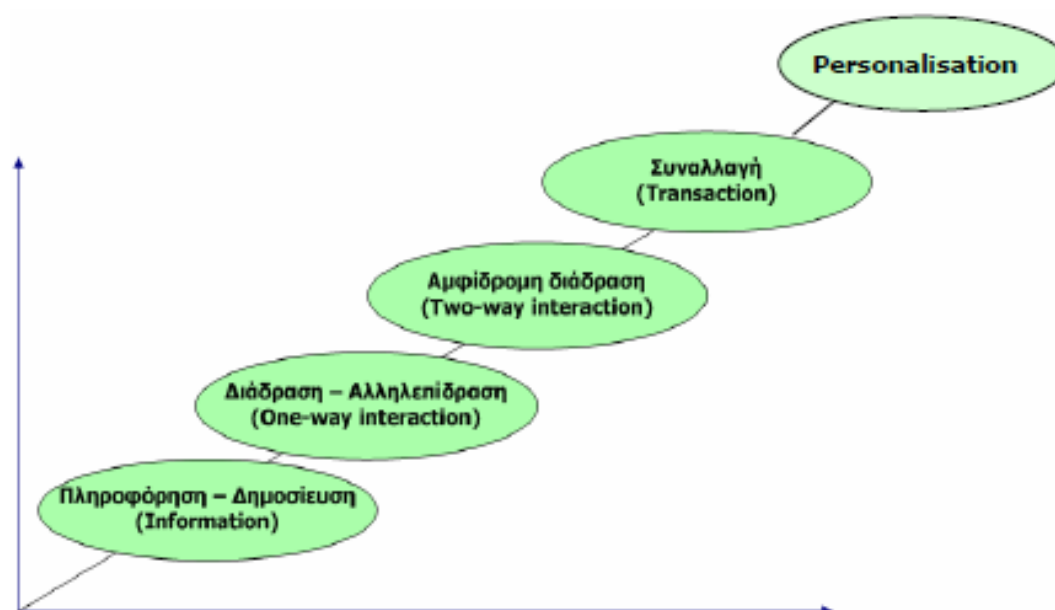 Personalisation
Συναλλαγή
(Transaction)
Αμφίδρομη διάδραση
(Two-way interaction)
Διάδραση – Αλληλεπίδραση
(One-way interaction)
Πληροφόρηση – Δημοσίευση
(Information)